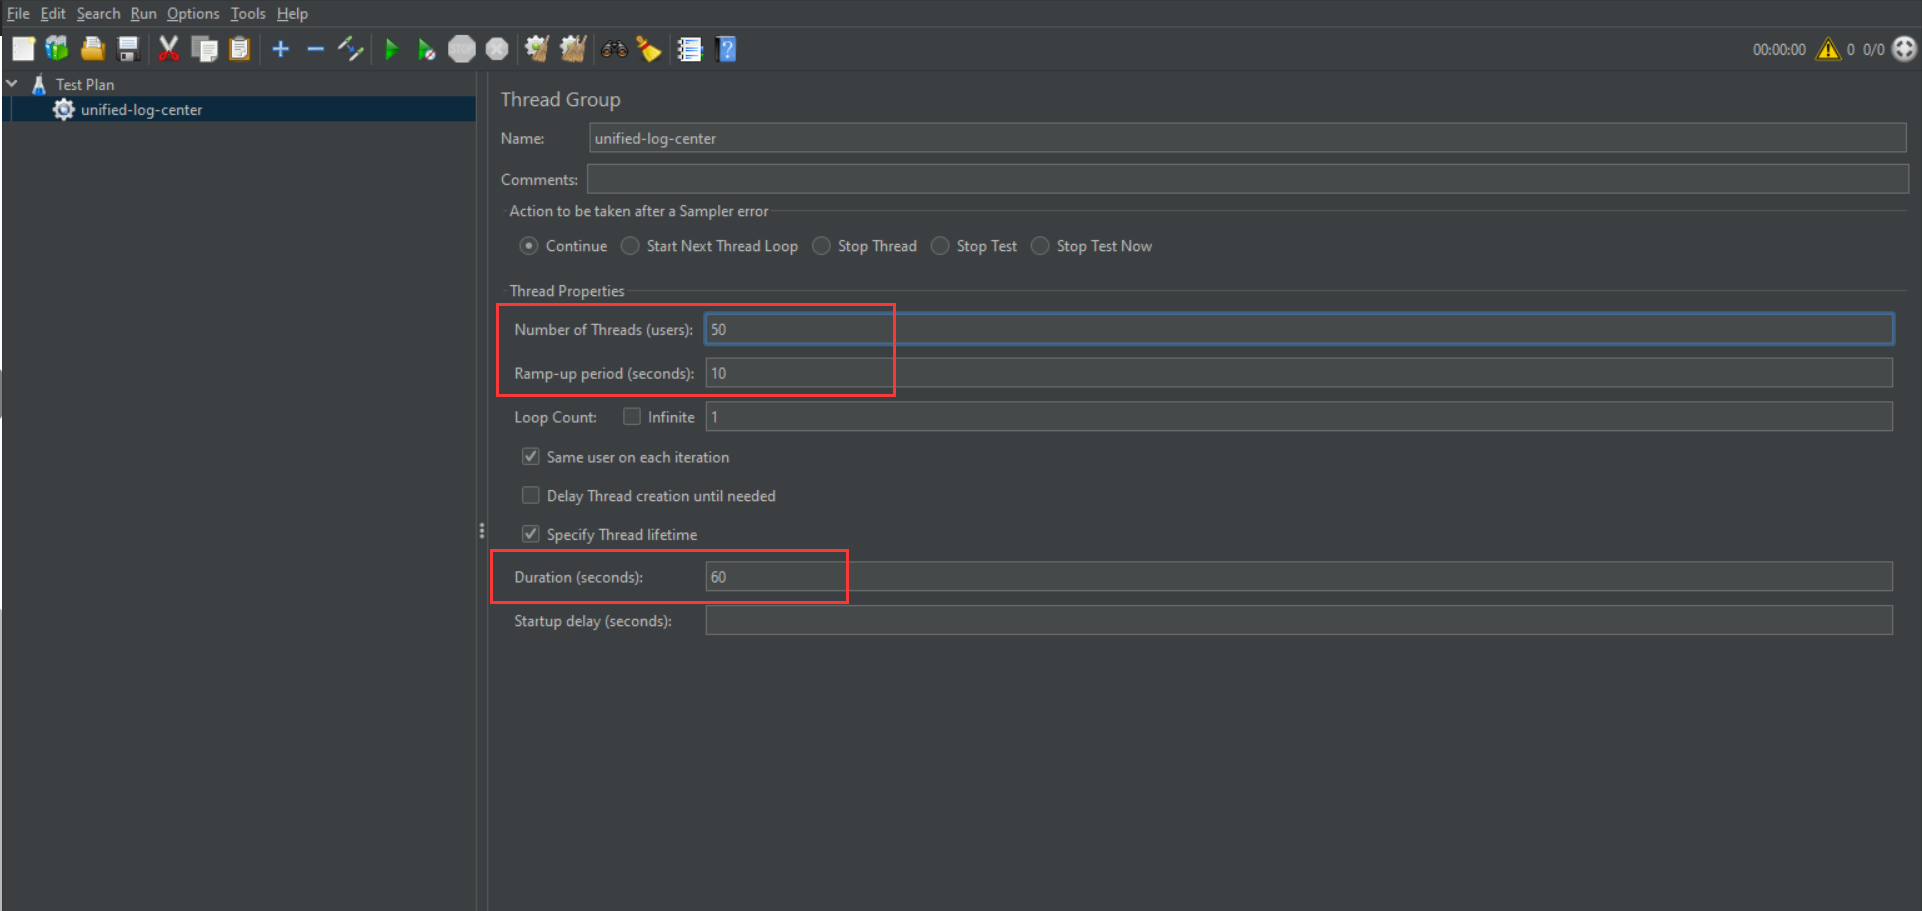 File Edit Search Run Options Tools Help
STOP
00:00:00 0 0/0
Test Plan
unified-log-center
Thread Group
Name: unified-log-center
Comments:
Action to be taken after a Sampler error
Continue Start Next Thread Loop Stop Thread Stop Test Stop Test Now
Thread Properties
Number of Threads (users): 50
Ramp-up period (seconds): 10
Loop Count: Infinite 1
Same user on each iteration
Delay Thread creation until needed
Specify Thread lifetime
Duration (seconds): 60
Startup delay (seconds):